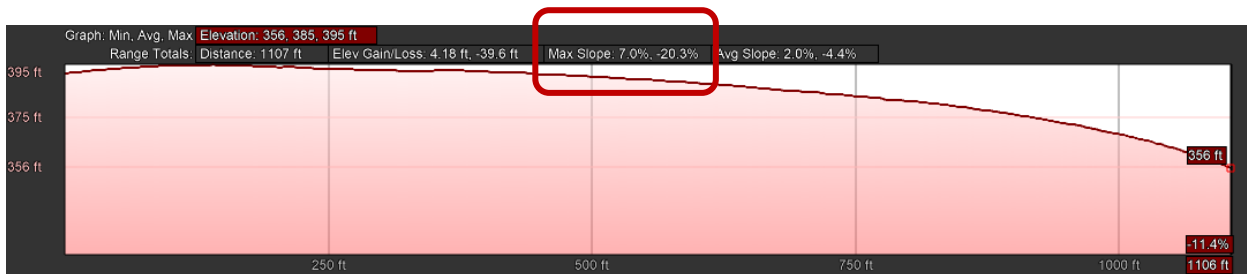 Graph: Min, Avg, Max Elevation: 356, 385, 395 ft
Range Totals: Distance: 1107 ft Elev Gain/Loss: 4.18 ft, -39.6 ft Max Slope: 7.0%, -20.3% Avg Slope: 2.0%, -4.4%
395 ft
375 ft
356 ft
356 ft
-11.4%
250 ft 500 ft 750 ft 1000 ft 1106 ft